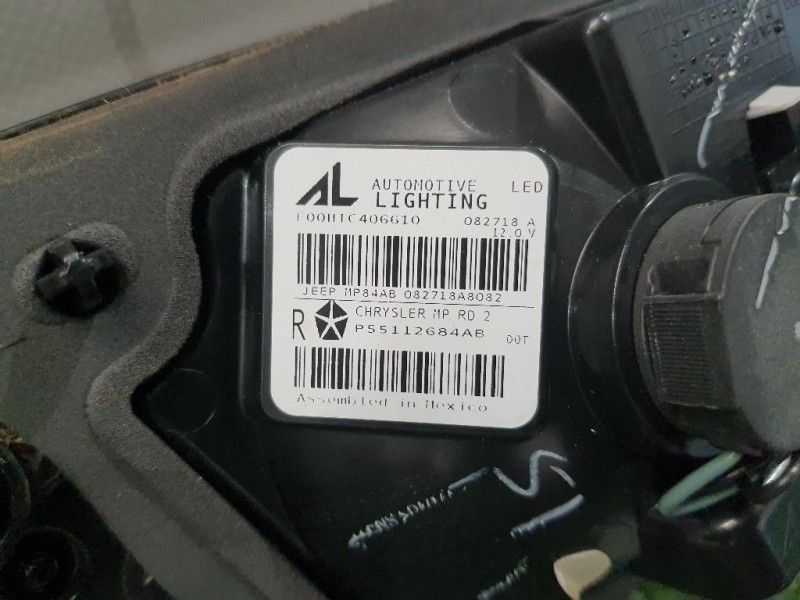 AL AUTOMOTIVE LIGHTING LED
F00HTC406610 082718 A
12.0 V
JEEP MP84AB 082718A8082
CHRYSLER MP RD 2
R P55112684AB DOT
Assembled in Mexico